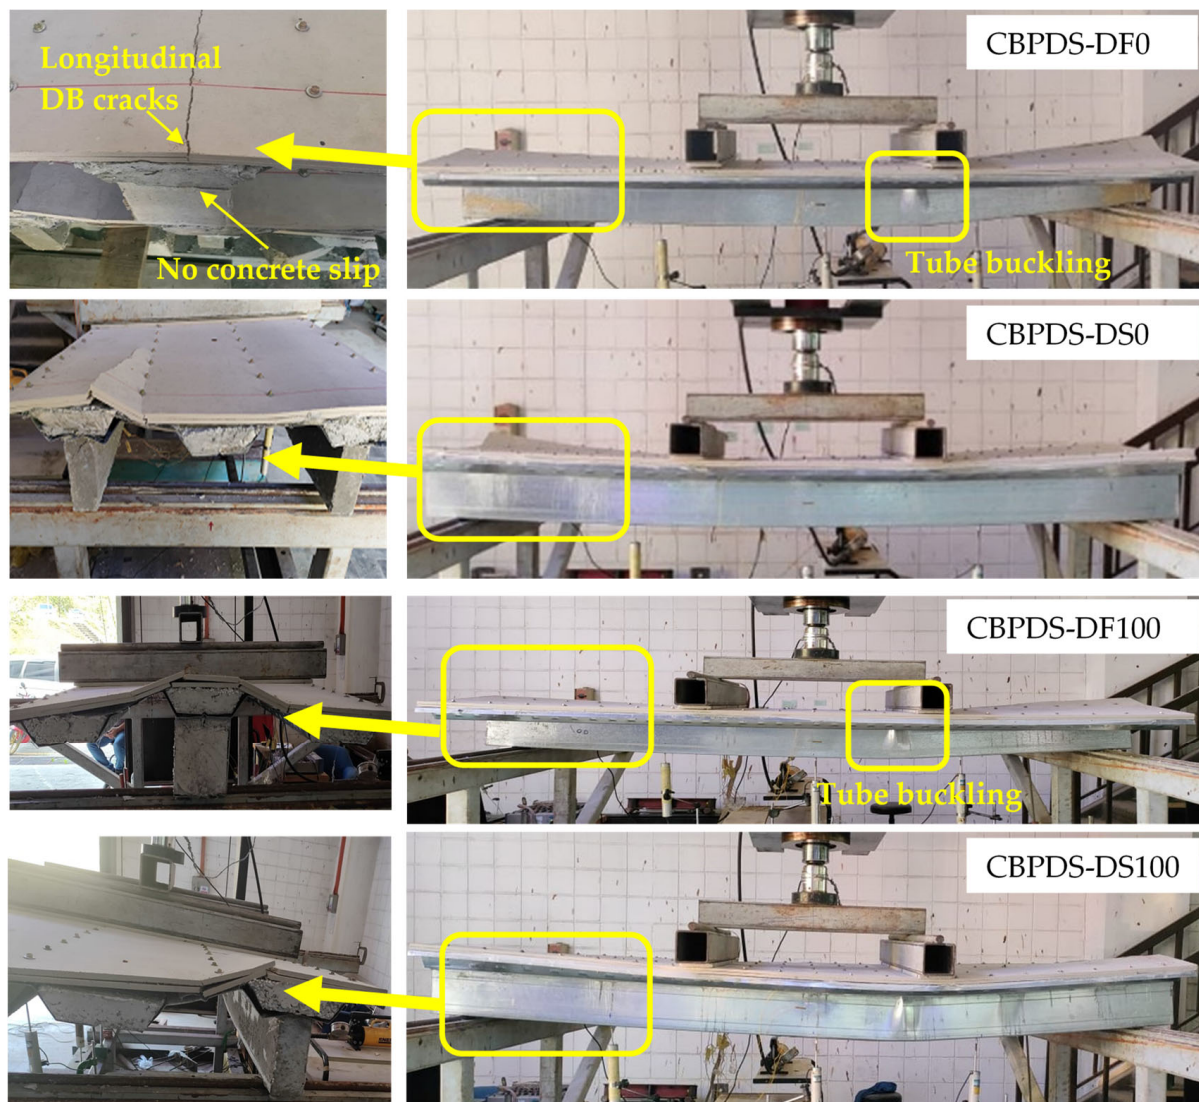 Longitudinal
DB cracks
No concrete slip
CBPDS-DF0
Tube buckling
CBPDS-DS0
CBPDS-DF100
Tube buckling
CBPDS-DS100